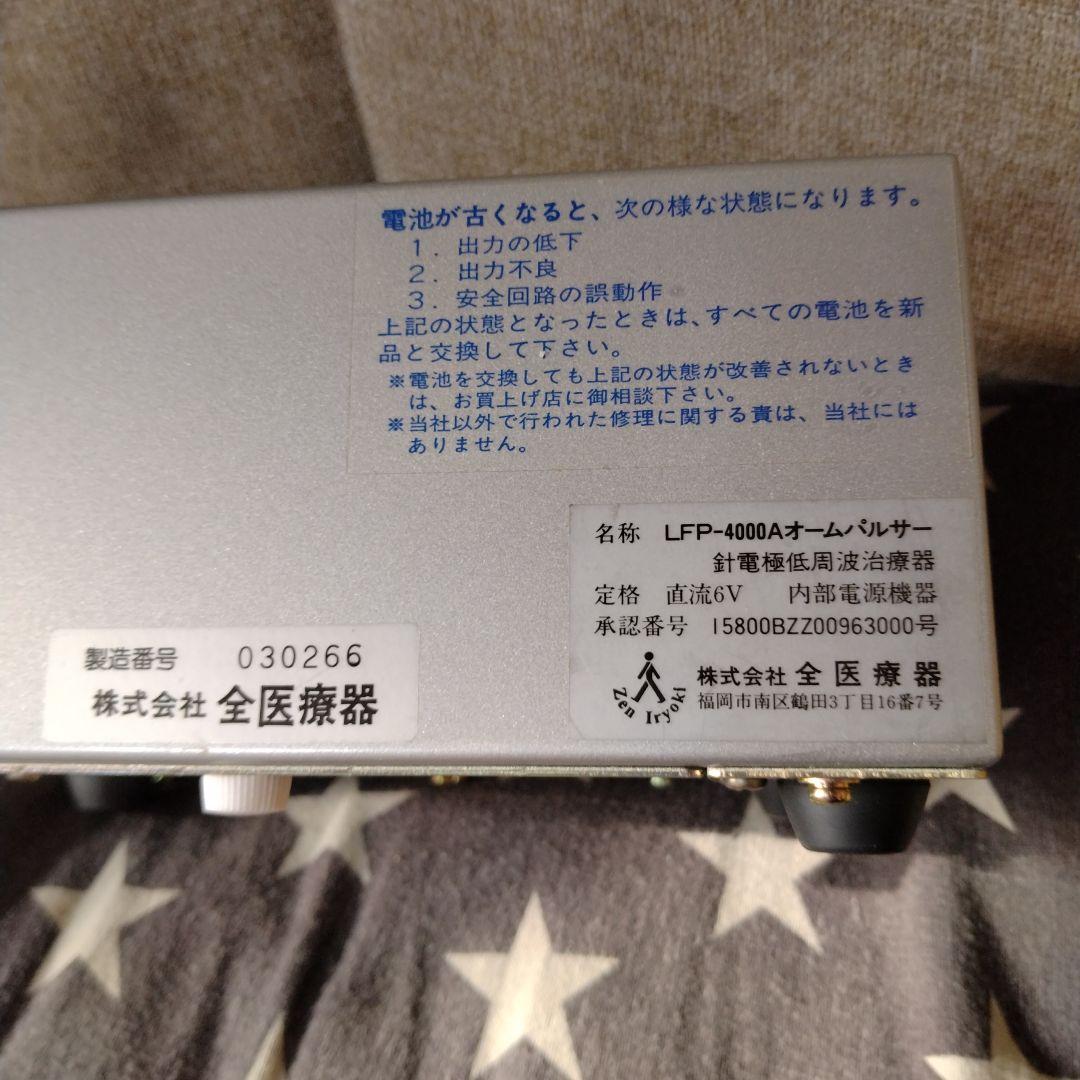 電池が古くなると、次の様な状態になります。
1. 出力の低下
2. 出力不良
3. 安全回路の誤動作
上記の状態となったときは、すべての電池を新
品と交換して下さい。
※電池を交換しても上記の状態が改善されないとき
は、お買上げ店に御相談下さい。
※当社以外で行われた修理に関する責は、当社には
ありません。
名称 LFP-4000Aオームパルサー
針電極低周波治療器
定格 直流6V 内部電源機器
承認番号 15800BZZ00963000号
Zen Iryoki
株式会社 全医療器
福岡市南区鶴田3丁目16番7号
製造番号 030266
株式会社 全医療器